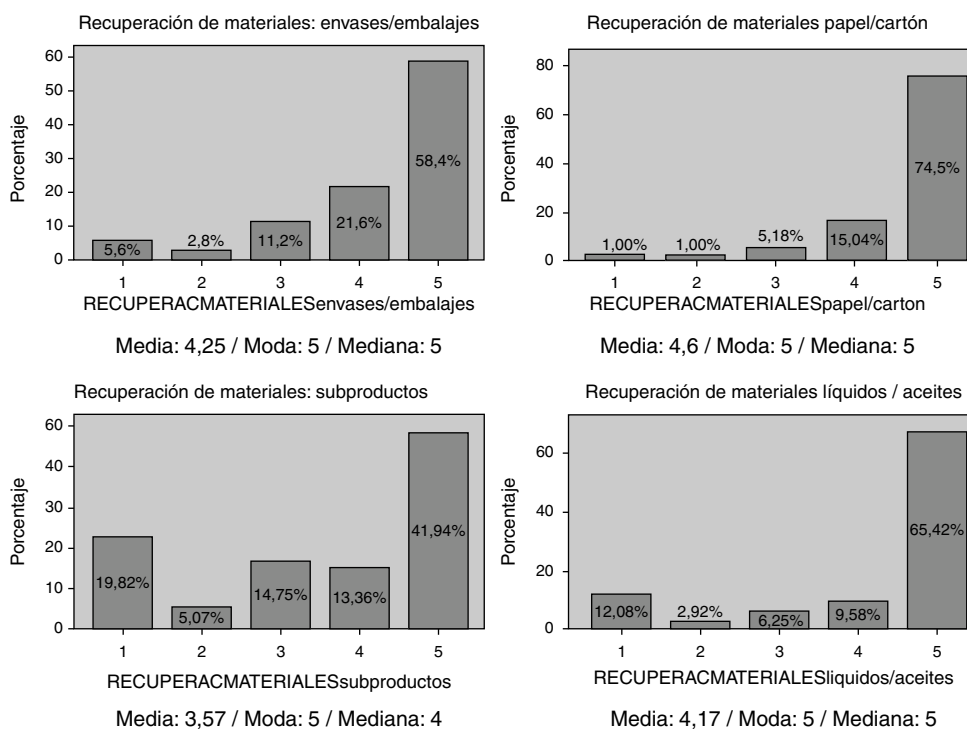 Recuperación de materiales: envases/embalajes
Porcentaje
60
50
40
30
20
10
0
5,6%
2,8%
11,2%
21,6%
58,4%
1 2 3 4 5
RECUPERACMATERIALESenvases/embalajes
Media: 4,25 / Moda: 5 / Mediana: 5
Recuperación de materiales papel/cartón
Porcentaje
80
60
40
20
0
1,00%
1,00%
5,18%
15,04%
74,5%
1 2 3 4 5
RECUPERACMATERIALESpapel/carton
Media: 4,6 / Moda: 5 / Mediana: 5
Recuperación de materiales: subproductos
Porcentaje
60
40
30
20
10
0
19,82%
5,07%
14,75%
13,36%
41,94%
1 2 3 4 5
RECUPERACMATERIALESsubproductos
Media: 3,57 / Moda: 5 / Mediana: 4
Recuperación de materiales líquidos / aceites
Porcentaje
60
40
20
0
12,08%
2,92%
6,25%
9,58%
65,42%
1 2 3 4 5
RECUPERACMATERIALESliquidos/aceites
Media: 4,17 / Moda: 5 / Mediana: 5